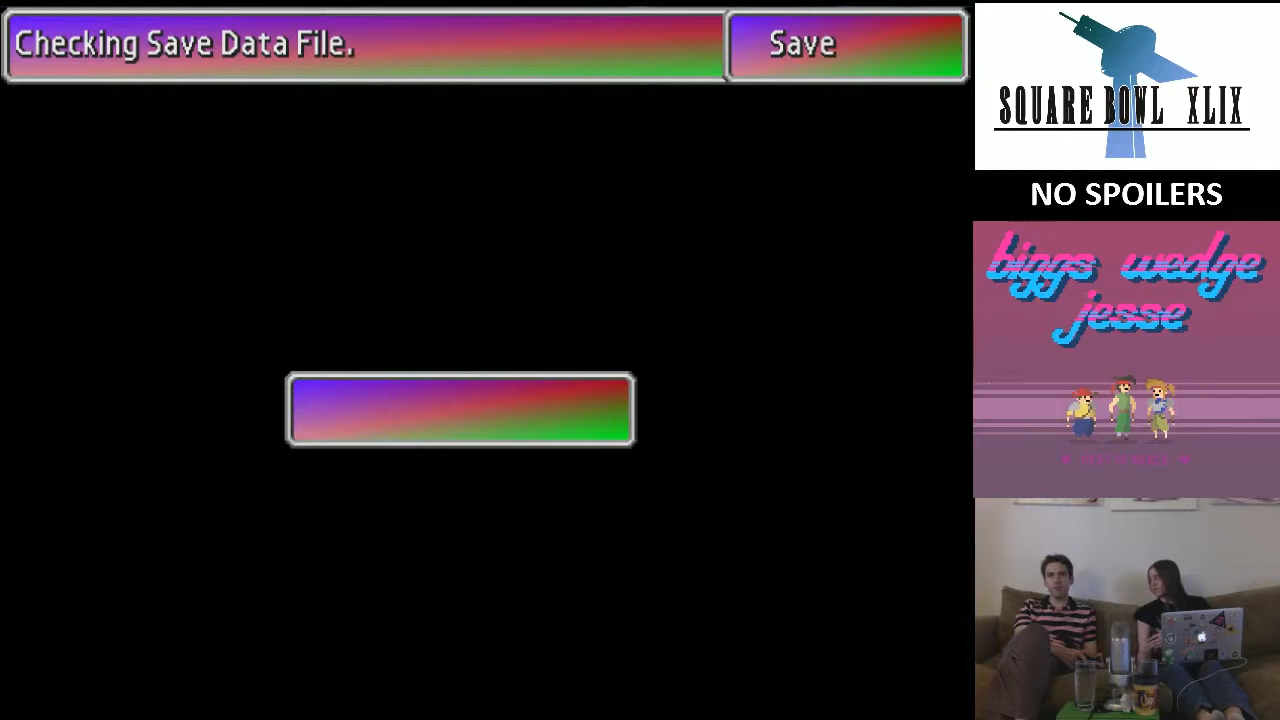 Checking Save Data File.
Save
SQUARE BOWL XLIX
NO SPOILERS
biggs wedge
jesse